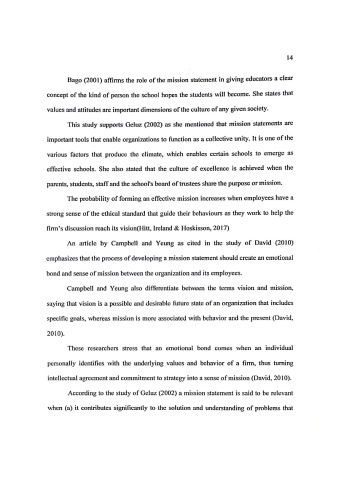 14
Bago (2001) affirms the role of the mission statement in giving educators a clear
concept of the kind of person the school hopes the students will become. She states that
values and attitudes are important dimensions of the culture of any given society.
This study supports Geluz (2002) as she mentioned that mission statements are
important tools that enable organizations to function as a collective unity. It is one of the
various factors that produce the climate, which enables certain schools to emerge as
effective schools. She also stated that the culture of excellence is achieved when the
parents, students, staff and the school's board of trustees share the purpose or mission.
The probability of forming an effective mission increases when employees have a
strong sense of the ethical standard that guide their behaviours as they work to help the
firm's discussion reach its vision(Hitt, Ireland & Hoskisson, 2017)
An article by Campbell and Yeung as cited in the study of David (2010)
emphasizes that the process of developing a mission statement should create an emotional
bond and sense of mission between the organization and its employees.
Campbell and Yeung also differentiate between the terms vision and mission,
saying that vision is a possible and desirable future state of an organization that includes
specific goals, whereas mission is more associated with behavior and the present (David,
2010).
These researchers stress that an emotional bond comes when an individual
personally identifies with the underlying values and behavior of a firm, thus turning
intellectual agreement and commitment to strategy into a sense of mission (David, 2010).
According to the study of Geluz (2002) a mission statement is said to be relevant
when (a) it contributes significantly to the solution and understanding of problems that